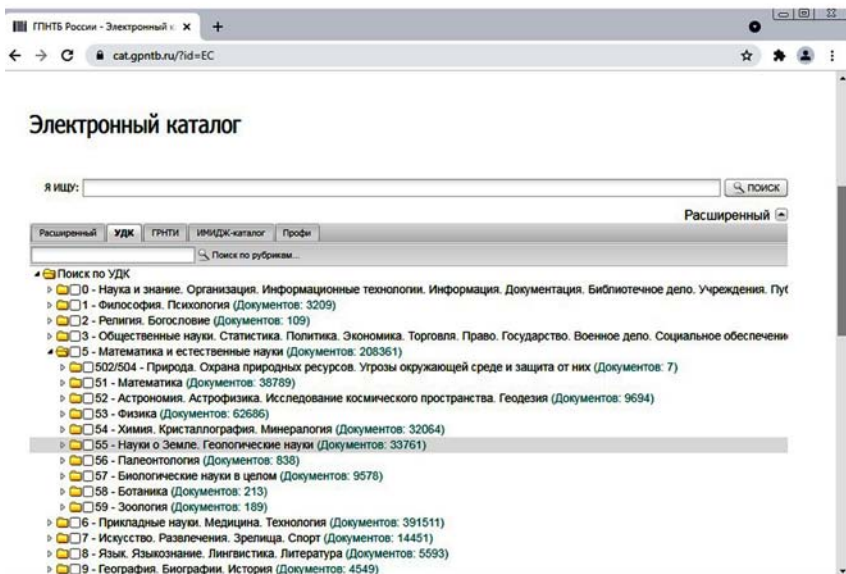 ГПНТБ России - Электронный к
cat.gpntb.ru/?id=EC
Электронный каталог
Я ИЩУ:
ПОИСК
Расширенный
Расширенный УДК ГРНТИ ИМИДЖ-каталог Профи
Поиск по рубрикам...
Поиск по УДК
0 - Наука и знание. Организация. Информационные технологии. Информация. Документация. Библиотечное дело. Учреждения. Пуб
1 - Философия. Психология (Документов: 3209)
2 - Религия. Богословие (Документов: 109)
3 - Общественные науки. Статистика. Политика. Экономика. Торговля. Право. Государство. Военное дело. Социальное обеспечени
5 - Математика и естественные науки (Документов: 208361)
502/504 - Природа. Охрана природных ресурсов. Угрозы окружающей среде и защита от них (Документов: 7)
51 - Математика (Документов: 38789)
52 - Астрономия. Астрофизика. Исследование космического пространства. Геодезия (Документов: 9694)
53 - Физика (Документов: 62686)
54 - Химия. Кристаллография. Минералогия (Документов: 32064)
55 - Науки о Земле. Геологические науки (Документов: 33761)
56 - Палеонтология (Документов: 838)
57 - Биологические науки в целом (Документов: 9578)
58 - Ботаника (Документов: 213)
59 - Зоология (Документов: 189)
6 - Прикладные науки. Медицина. Технология (Документов: 391511)
7 - Искусство. Развлечения. Зрелища. Спорт (Документов: 14451)
8 - Язык. Языкознание. Лингвистика. Литература (Документов: 5593)
9 - География. Биографии. История (Документов: 4549)